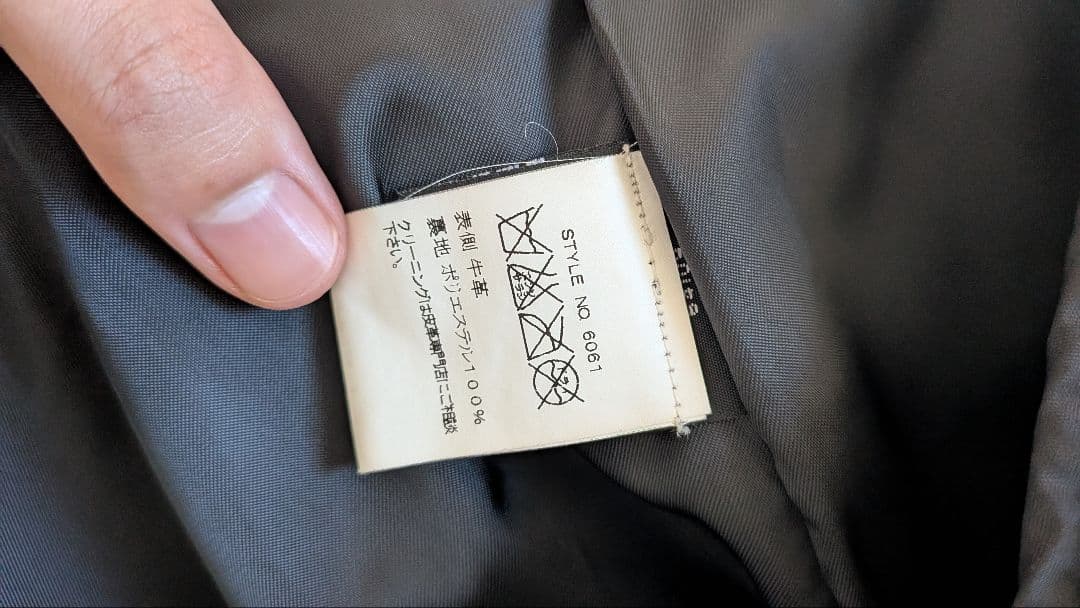 STYLE NO. 6061
表側 牛革
裏地 ポリエステル100%
クリーニングは皮革専門店にご相談
下さい。